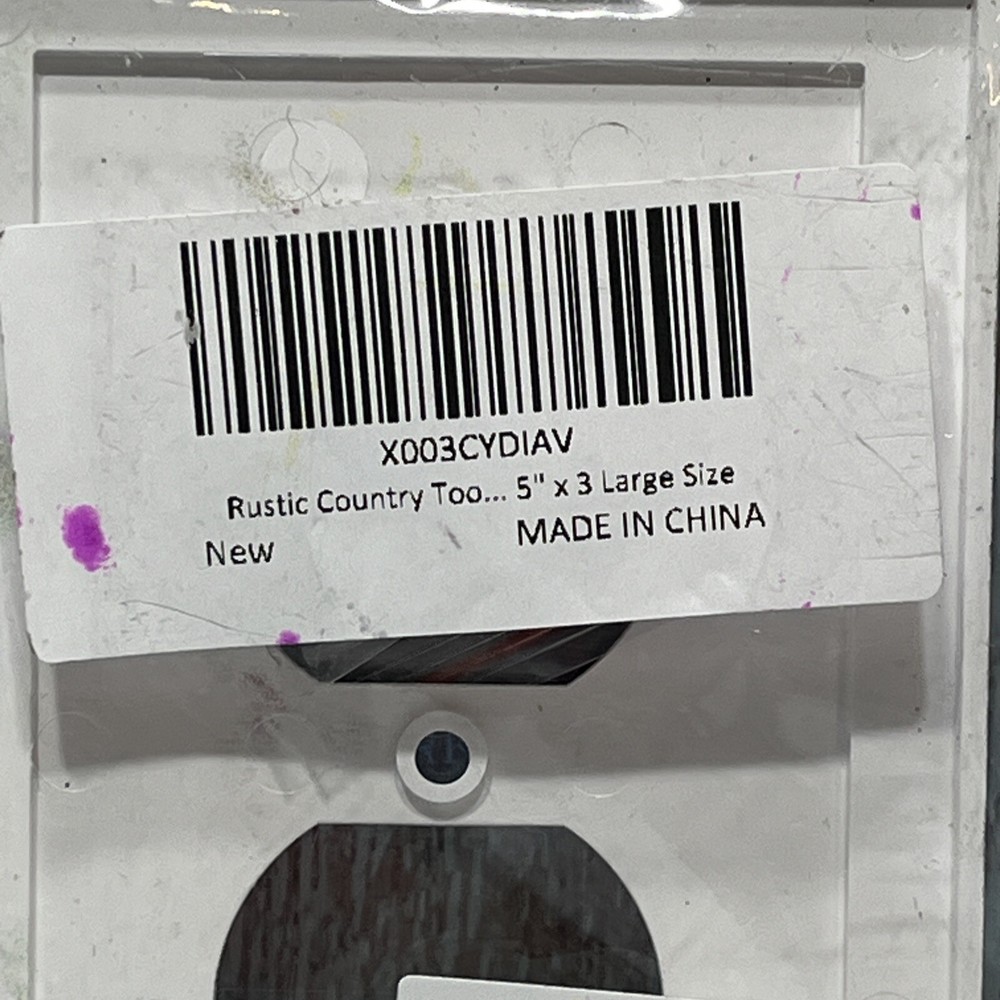 X003CYDIAV
Rustic Country Too... 5" x 3 Large Size
New
MADE IN CHINA